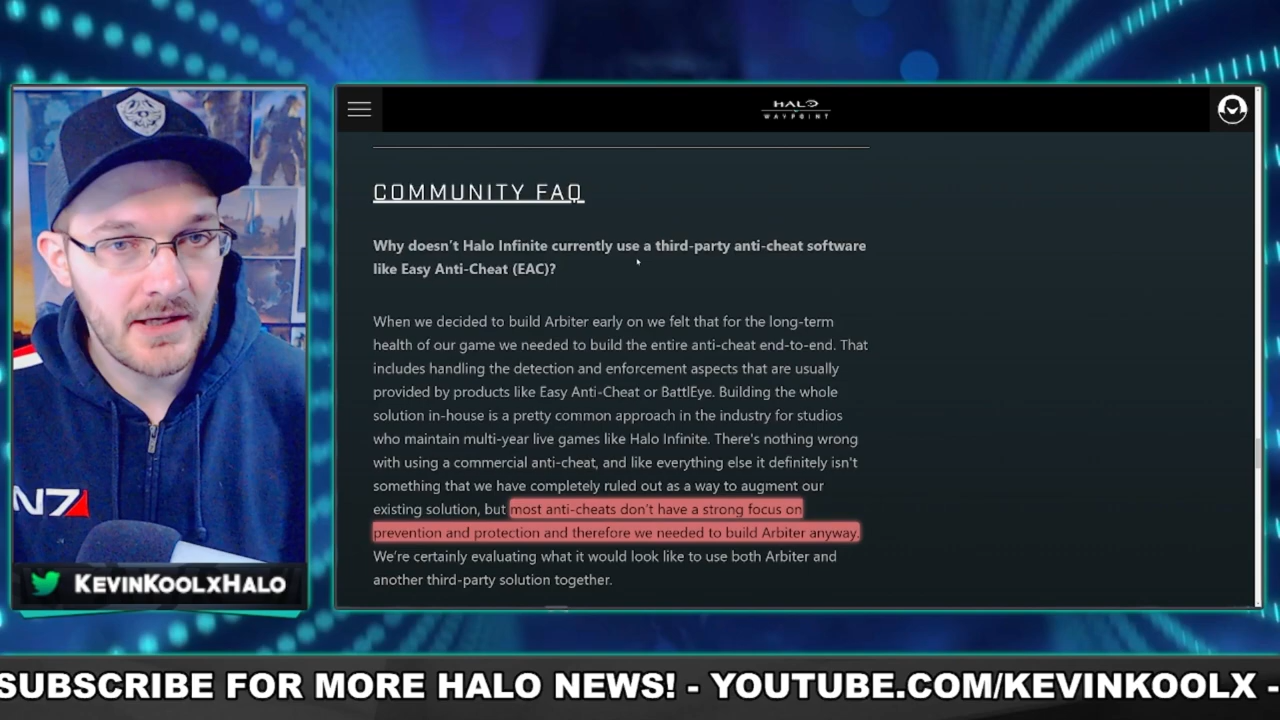 HALO
WAYPOINT
COMMUNITY FAQ
Why doesn't Halo Infinite currently use a third-party anti-cheat software
like Easy Anti-Cheat (EAC)?
When we decided to build Arbiter early on we felt that for the long-term
health of our game we needed to build the entire anti-cheat end-to-end. That
includes handling the detection and enforcement aspects that are usually
provided by products like Easy Anti-Cheat or BattlEye. Building the whole
solution in-house is a pretty common approach in the industry for studios
who maintain multi-year live games like Halo Infinite. There's nothing wrong
with using a commercial anti-cheat, and like everything else it definitely isn't
something that we have completely ruled out as a way to augment our
existing solution, but most anti-cheats don't have a strong focus on
prevention and protection and therefore we needed to build Arbiter anyway.
We're certainly evaluating what it would look like to use both Arbiter and
another third-party solution together.
N7
KEVINKOOLXHALO
SUBSCRIBE FOR MORE HALO NEWS! - YOUTUBE.COM/KEVINKOOLX -